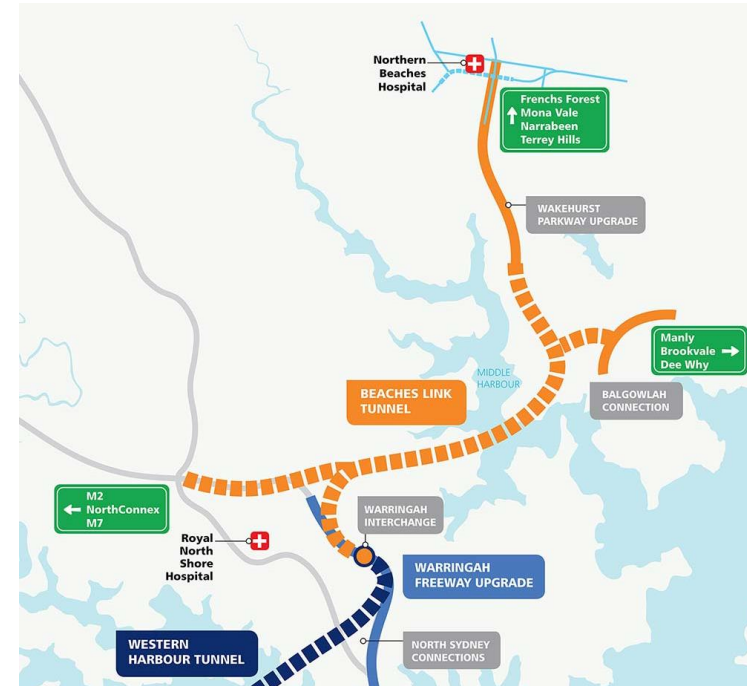 Northern
Beaches
Hospital
Frenchs Forest
Mona Vale
Narrabeen
Terrey Hills
WAKEHURST
PARKWAY UPGRADE
Manly
Brookvale
Dee Why
MIDDLE
HARBOUR
BEACHES LINK
TUNNEL
BALGOWLAH
CONNECTION
M2
NorthConnex
M7
WARRINGAH
INTERCHANGE
Royal
North
Shore
Hospital
WARRINGAH
FREEWAY UPGRADE
WESTERN
HARBOUR TUNNEL
NORTH SYDNEY
CONNECTIONS